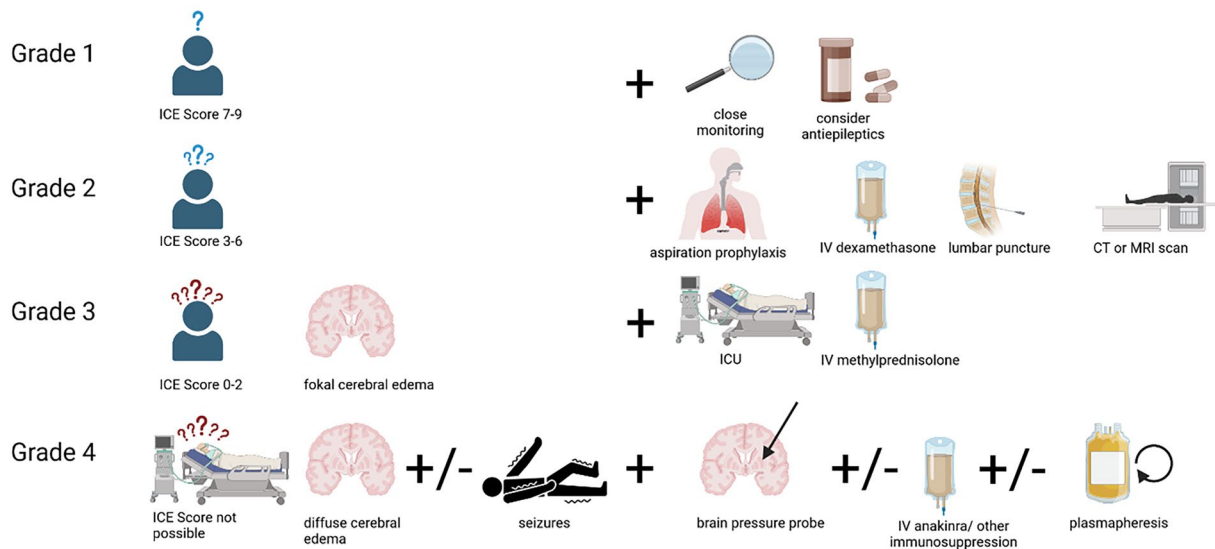 Grade 1
?
ICE Score 7-9
+
close
monitoring
consider
antiepileptics
Grade 2
???
ICE Score 3-6
+
aspiration prophylaxis
IV dexamethasone
lumbar puncture
CT or MRI scan
Grade 3
?????
ICE Score 0-2
fokal cerebral edema
+
ICU
IV methylprednisolone
Grade 4
?????
ICE Score not
possible
diffuse cerebral
edema
+/-
seizures
+
brain pressure probe
+/-
IV anakinra/ other
immunosuppression
+/-
plasmapheresis